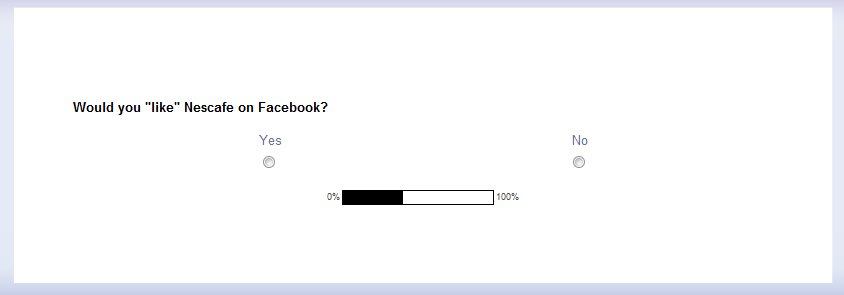 Would you "like" Nescafe on Facebook?
Yes No
0% 100%